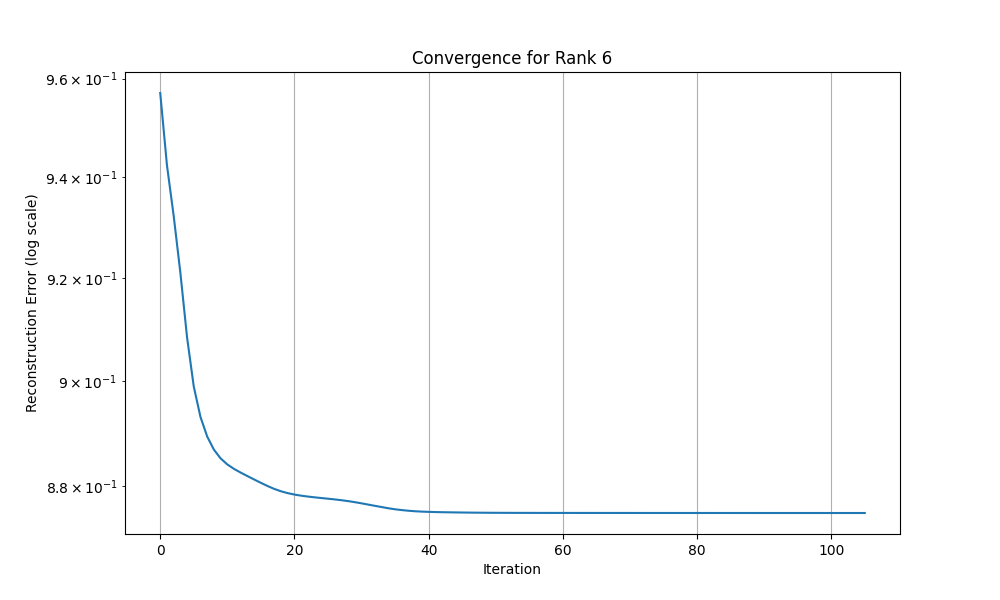 Convergence for Rank 6
9.6 × 10⁻¹
9.4 × 10⁻¹
9.2 × 10⁻¹
9 × 10⁻¹
8.8 × 10⁻¹
Reconstruction Error (log scale)
0 20 40 60 80 100
Iteration